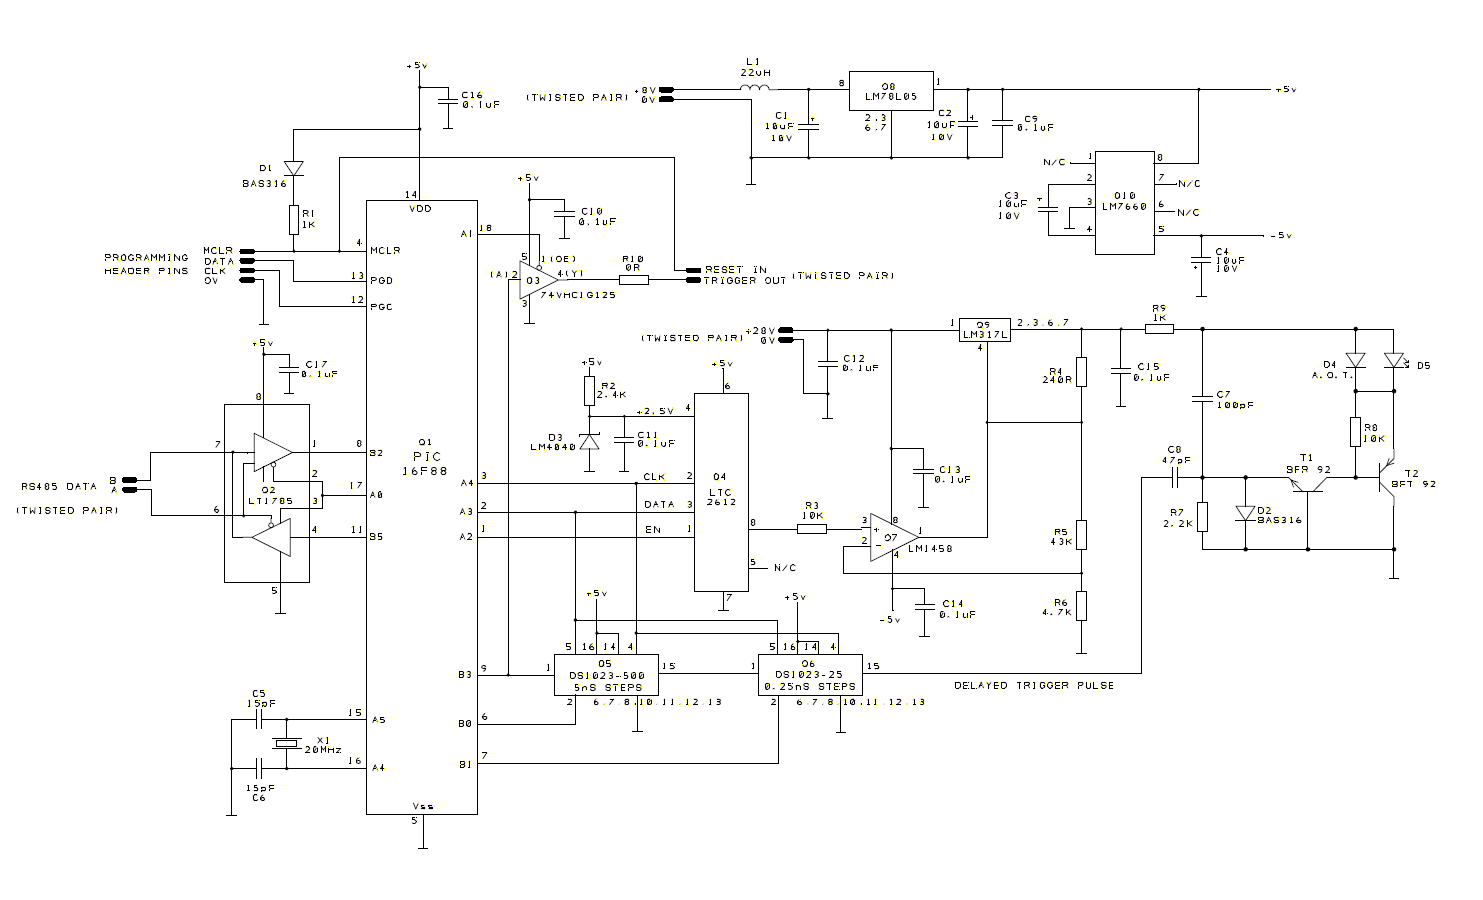 +5v
C16
0.1uF
D1
BAS316
R1
1K
14
VDD
4
MCLR
PROGRAMMING
HEADER PINS
MCLR
DATA
CLK
0V
13
PGD
12
PGC
+5v
C17
0.1uF
8
7
1
8
B2
2
Q2
LT1785
17
A0
3
RS485 DATA
B
A
(TWISTED PAIR)
6
4
11
B5
5
Q1
PIC
16F88
C5
15pF
15
A5
X1
20MHz
16
A4
15pF
C6
Vss
5
(TWISTED PAIR)
+8V
0V
L1
22uH
8
Q8
LM78L05
1
2.3
6.7
C1
10uF
10V
+
C2
10uF
10V
+
C9
0.1uF
+5v
N/C
1
8
2
7
N/C
C3
10uF
10V
+
3
Q10
LM7660
6
N/C
4
5
-5v
C4
10uF
10V
+
+5v
C10
0.1uF
A1
18
5
1(OE)
(A)
2
Q3
4(Y)
74VHC1G125
3
R10
0R
RESET IN
TRIGGER OUT
(TWISTED PAIR)
(TWISTED PAIR)
+28V
0V
1
Q9
LM317L
2.3.6.7
4
R9
1K
C12
0.1uF
R4
240R
C15
0.1uF
D4
A.O.T.
D5
+5v
R2
2.4K
+2.5V
D3
LM4040
C11
0.1uF
+5v
6
4
C7
100pF
R8
10K
A4
3
CLK
2
Q4
LTC
2612
A3
2
DATA
3
A2
1
EN
1
8
R3
10K
3
+
2
-
8
Q7
1
LM1458
4
C13
0.1uF
5
N/C
7
C14
0.1uF
-5v
R5
43K
R6
4.7K
C8
47pF
T1
BFR 92
T2
BFT 92
R7
2.2K
D2
BAS316
+5v
5
16
14
4
B3
9
1
Q5
DS1023-500
5nS STEPS
15
2
6.7.8.10.11.12.13
+5v
5
16
14
4
1
Q6
DS1023-25
0.25nS STEPS
15
2
6.7.8.10.11.12.13
DELAYED TRIGGER PULSE
B0
6
B1
7